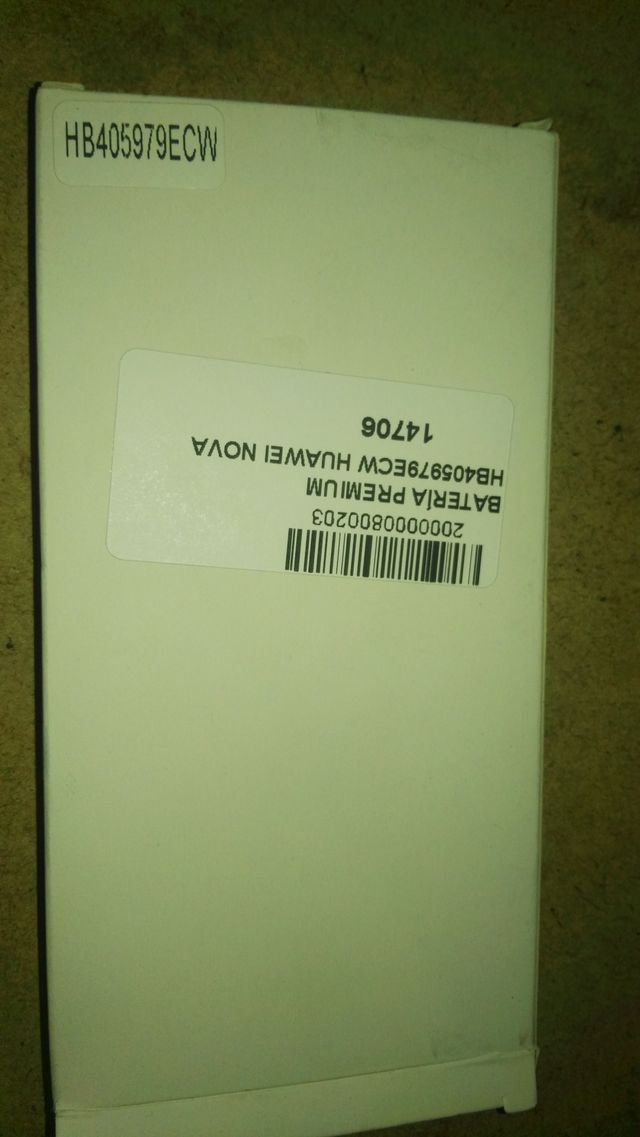 HB405979ECW
2000000800203
BATERÍA PREMIUM
HB405979ECW HUAWEI NOVA
14706